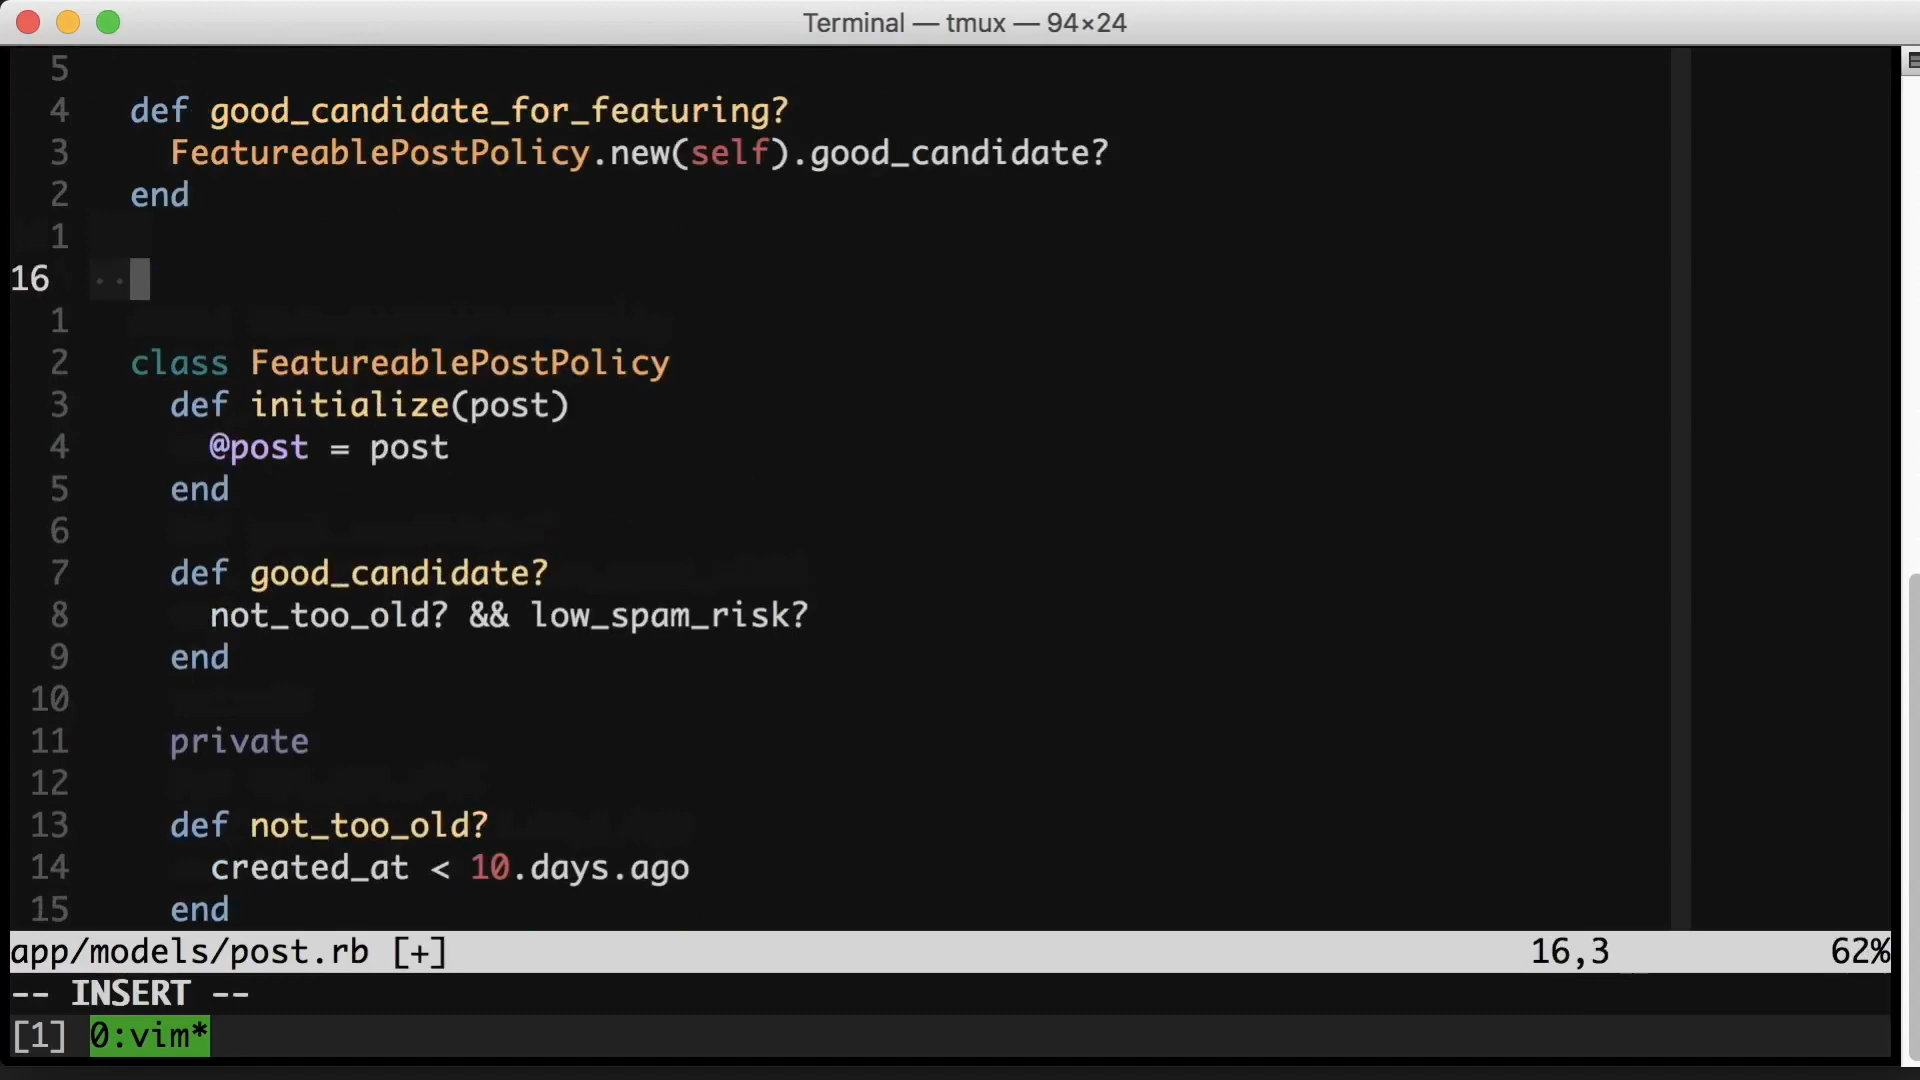 Terminal — tmux — 94×24
5
4 def good_candidate_for_featuring?
3 FeatureablePostPolicy.new(self).good_candidate?
2 end
1
16 ··
1
2 class FeatureablePostPolicy
3 def initialize(post)
4 @post = post
5 end
6
7 def good_candidate?
8 not_too_old? && low_spam_risk?
9 end
10
11 private
12
13 def not_too_old?
14 created_at < 10.days.ago
15 end
app/models/post.rb [+] 16,3 62%
-- INSERT --
[1] 0:vim*